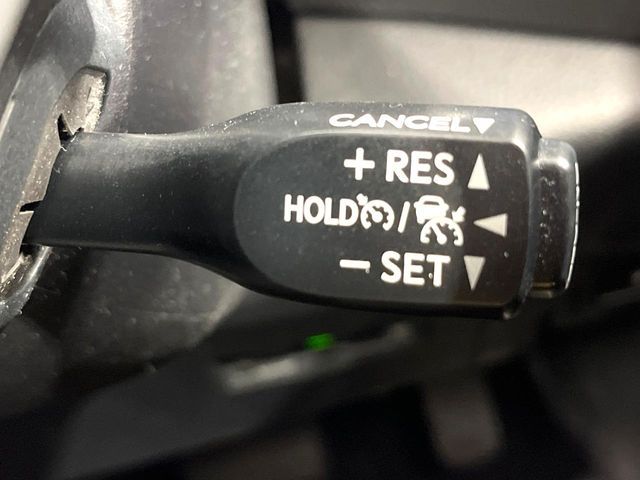 CANCEL▼
+ RES ▲
HOLD / ◀
− SET ▼